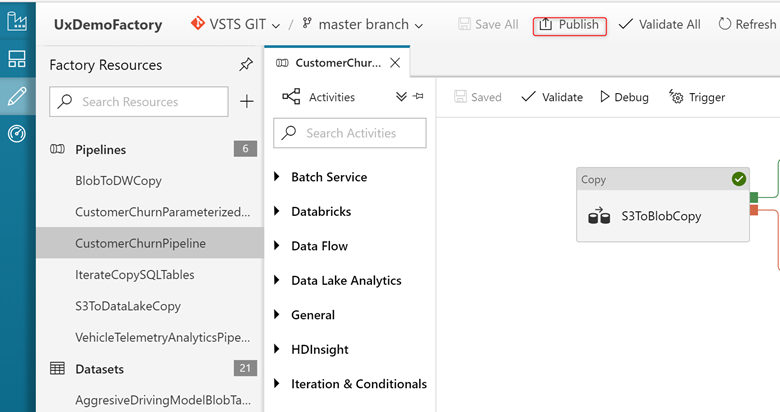 UxDemoFactory VSTS GIT / master branch Save All Publish Validate All Refresh
Factory Resources
Search Resources
Pipelines 6
BlobToDWCopy
CustomerChurnParameterized...
CustomerChurnPipeline
IterateCopySQLTables
S3ToDataLakeCopy
VehicleTelemetryAnalyticsPipe...
Datasets 21
AggresiveDrivingModelBlobTa...
CustomerChur...
Activities
Search Activities
Batch Service
Databricks
Data Flow
Data Lake Analytics
General
HDInsight
Iteration & Conditionals
Saved Validate Debug Trigger
Copy
S3ToBlobCopy